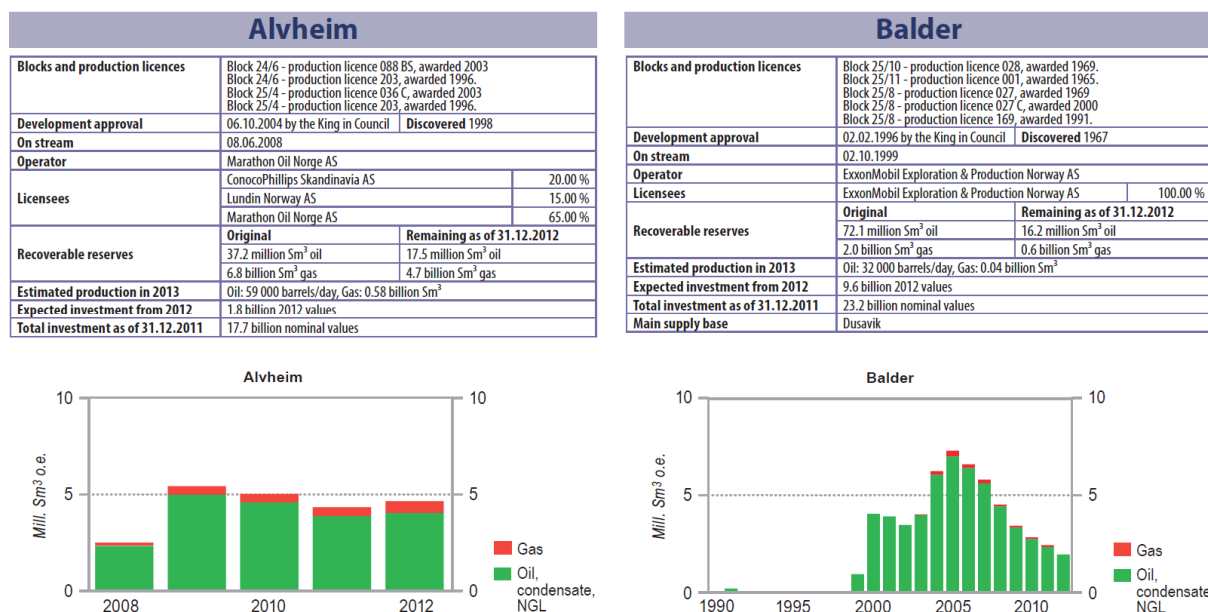 Alvheim
Blocks and production licences
Block 24/6 - production licence 088 BS, awarded 2003
Block 24/6 - production licence 203, awarded 1996.
Block 25/4 - production licence 036 C, awarded 2003
Block 25/4 - production licence 203, awarded 1996.
Development approval 06.10.2004 by the King in Council Discovered 1998
On stream 08.06.2008
Operator Marathon Oil Norge AS
Licensees
ConocoPhillips Skandinavia AS 20.00 %
Lundin Norway AS 15.00 %
Marathon Oil Norge AS 65.00 %
Recoverable reserves
Original Remaining as of 31.12.2012
37.2 million Sm³ oil 17.5 million Sm³ oil
6.8 billion Sm³ gas 4.7 billion Sm³ gas
Estimated production in 2013 Oil: 59 000 barrels/day, Gas: 0.58 billion Sm³
Expected investment from 2012 1.8 billion 2012 values
Total investment as of 31.12.2011 17.7 billion nominal values
Balder
Blocks and production licences
Block 25/10 - production licence 028, awarded 1969.
Block 25/11 - production licence 001, awarded 1965.
Block 25/8 - production licence 027, awarded 1969
Block 25/8 - production licence 027 C, awarded 2000
Block 25/8 - production licence 169, awarded 1991.
Development approval 02.02.1996 by the King in Council Discovered 1967
On stream 02.10.1999
Operator ExxonMobil Exploration & Production Norway AS
Licensees ExxonMobil Exploration & Production Norway AS 100.00 %
Recoverable reserves
Original Remaining as of 31.12.2012
72.1 million Sm³ oil 16.2 million Sm³ oil
2.0 billion Sm³ gas 0.6 billion Sm³ gas
Estimated production in 2013 Oil: 32 000 barrels/day, Gas: 0.04 billion Sm³
Expected investment from 2012 9.6 billion 2012 values
Total investment as of 31.12.2011 23.2 billion nominal values
Main supply base Dusavik
Alvheim
10 10
5 5
0 0
Mill. Sm³ o.e.
2008 2010 2012
Gas
Oil,
condensate,
NGL
Balder
10 10
5 5
0 0
Mill. Sm³ o.e.
1990 1995 2000 2005 2010
Gas
Oil,
condensate,
NGL